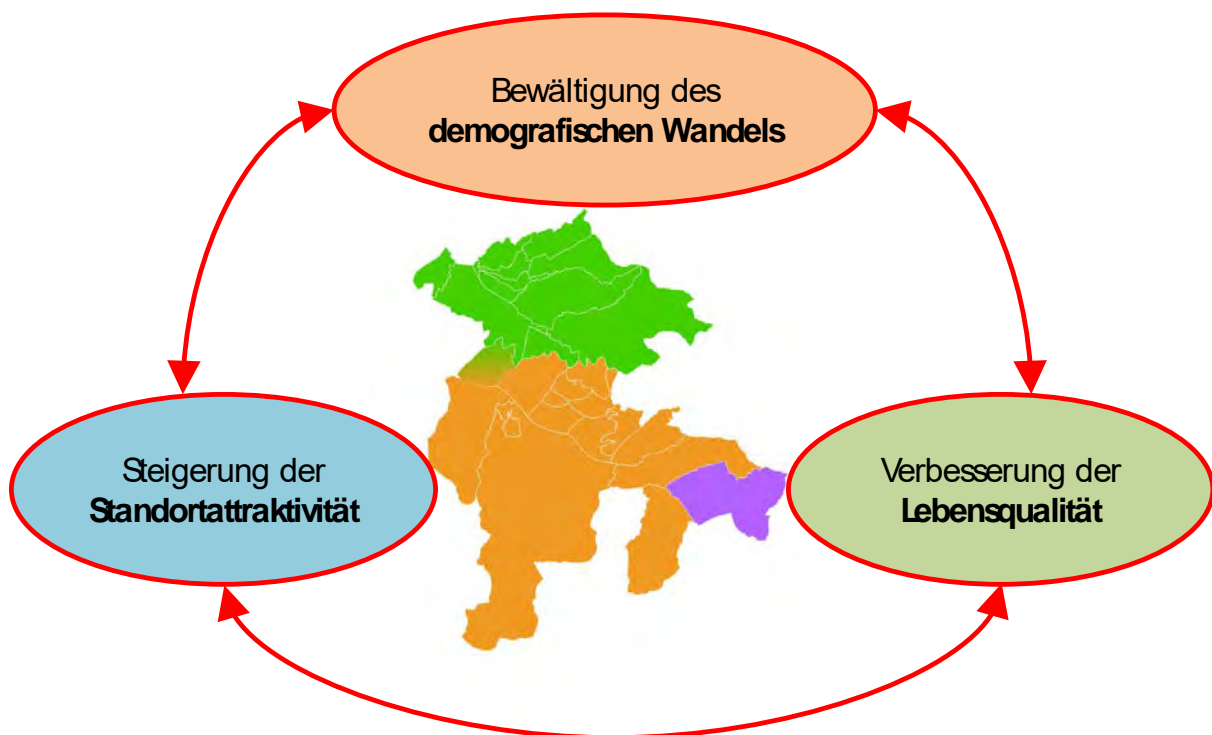 Bewältigung des
demografischen Wandels
Steigerung der
Standortattraktivität
Verbesserung der
Lebensqualität